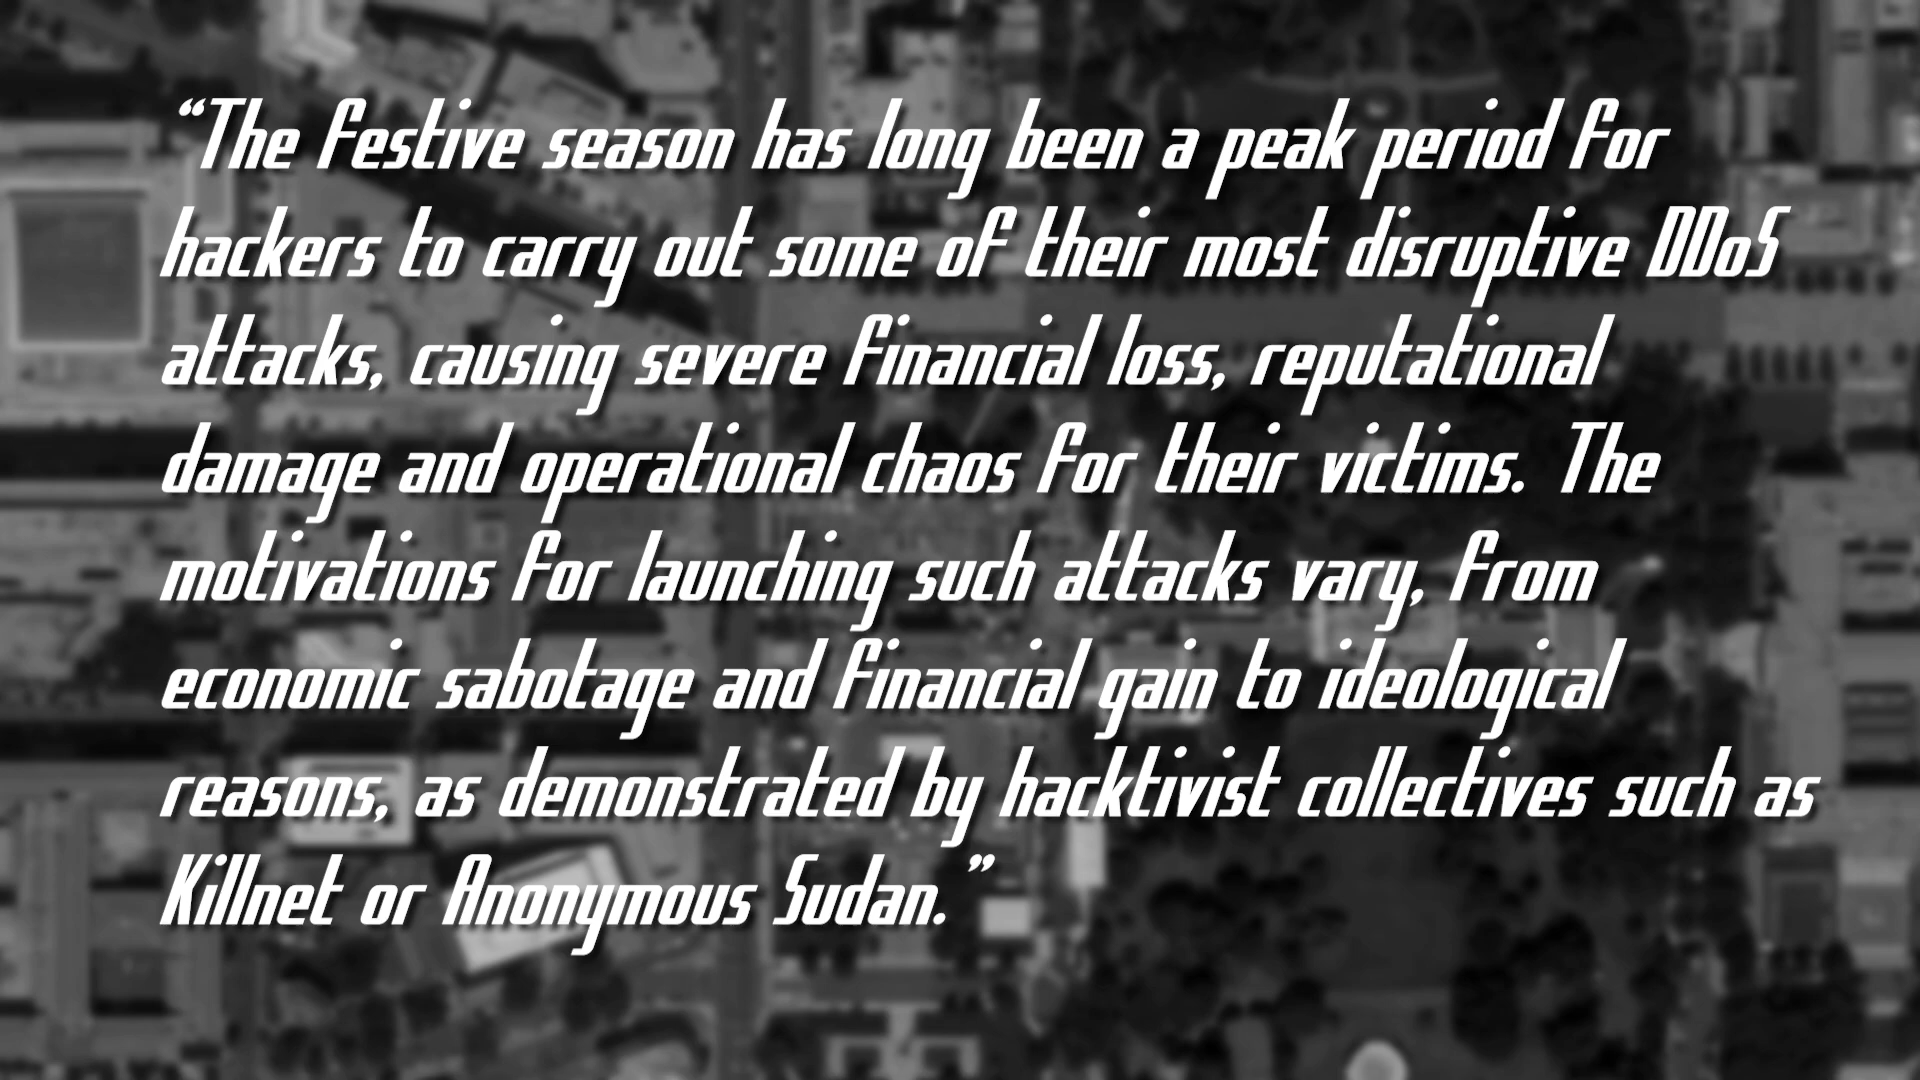 “The festive season has long been a peak period for
hackers to carry out some of their most disruptive DDoS
attacks, causing severe financial loss, reputational
damage and operational chaos for their victims. The
motivations for launching such attacks vary, from
economic sabotage and financial gain to ideological
reasons, as demonstrated by hacktivist collectives such as
Killnet or Anonymous Sudan.”